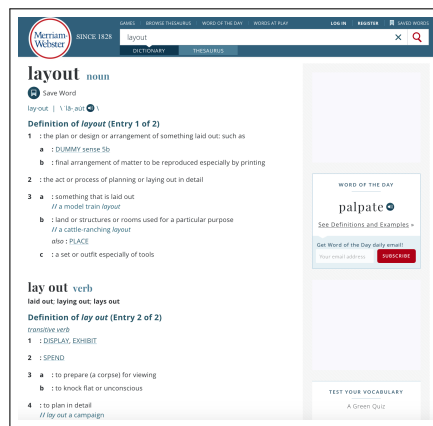 GAMES BROWSE THESAURUS WORD OF THE DAY WORDS AT PLAY LOG IN REGISTER SAVED WORDS
Merriam-
Webster
SINCE 1828
layout
DICTIONARY THESAURUS
layout noun
Save Word
lay·out | \ ˈlā-ˌau̇t \
Definition of layout (Entry 1 of 2)
1 : the plan or design or arrangement of something laid out: such as
a : DUMMY sense 5b
b : final arrangement of matter to be reproduced especially by printing
2 : the act or process of planning or laying out in detail
3 a : something that is laid out
// a model train layout
b : land or structures or rooms used for a particular purpose
// a cattle-ranching layout
also : PLACE
c : a set or outfit especially of tools
lay out verb
laid out; laying out; lays out
Definition of lay out (Entry 2 of 2)
transitive verb
1 : DISPLAY, EXHIBIT
2 : SPEND
3 a : to prepare (a corpse) for viewing
b : to knock flat or unconscious
4 : to plan in detail
// lay out a campaign
WORD OF THE DAY
palpate
See Definitions and Examples »
Get Word of the Day daily email!
Your email address SUBSCRIBE
TEST YOUR VOCABULARY
A Green Quiz